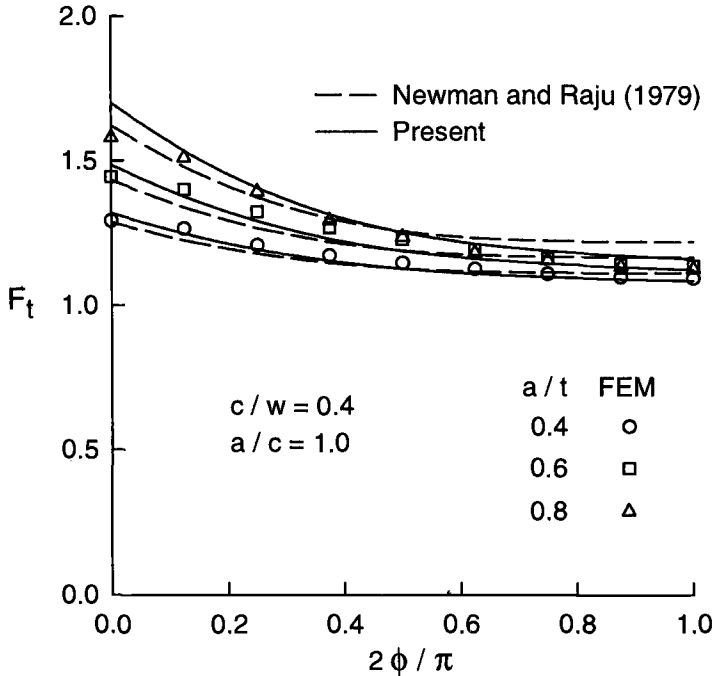 2.0
Newman and Raju (1979)
Present
1.5
1.0
F_t
a / t FEM
c / w = 0.4
0.4
a / c = 1.0
0.5
0.6
0.8
0.0
0.0 0.2 0.4 0.6 0.8 1.0
2 ϕ / π